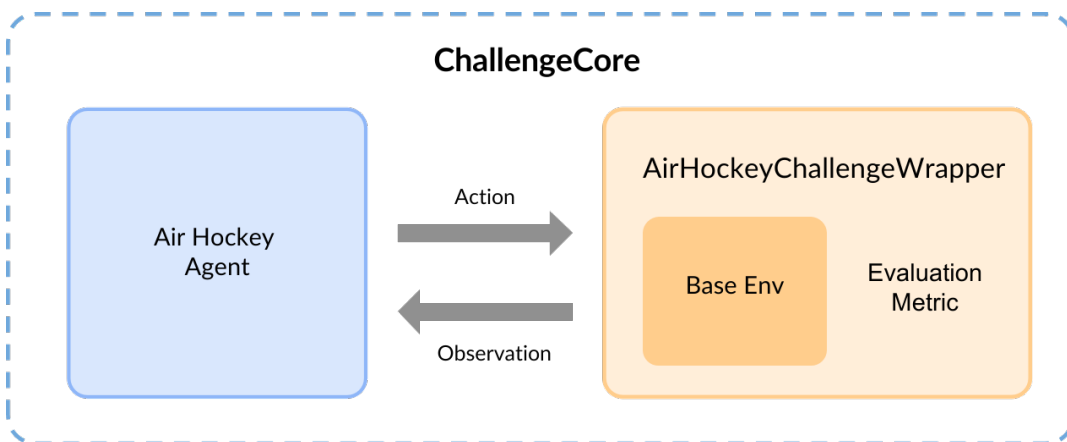 ChallengeCore
Air Hockey
Agent
Action
Observation
AirHockeyChallengeWrapper
Base Env
Evaluation
Metric